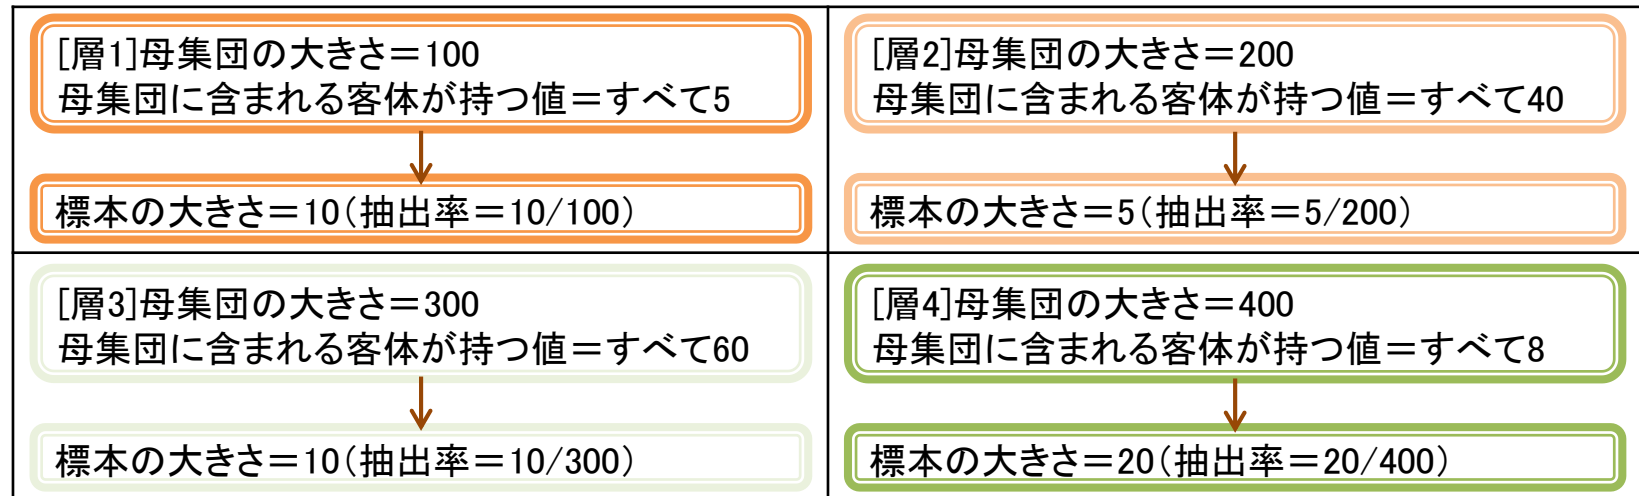 [層1]母集団の大きさ＝100
母集団に含まれる客体が持つ値＝すべて5
標本の大きさ＝10(抽出率＝10/100)
[層2]母集団の大きさ＝200
母集団に含まれる客体が持つ値＝すべて40
標本の大きさ＝5(抽出率＝5/200)
[層3]母集団の大きさ＝300
母集団に含まれる客体が持つ値＝すべて60
標本の大きさ＝10(抽出率＝10/300)
[層4]母集団の大きさ＝400
母集団に含まれる客体が持つ値＝すべて8
標本の大きさ＝20(抽出率＝20/400)